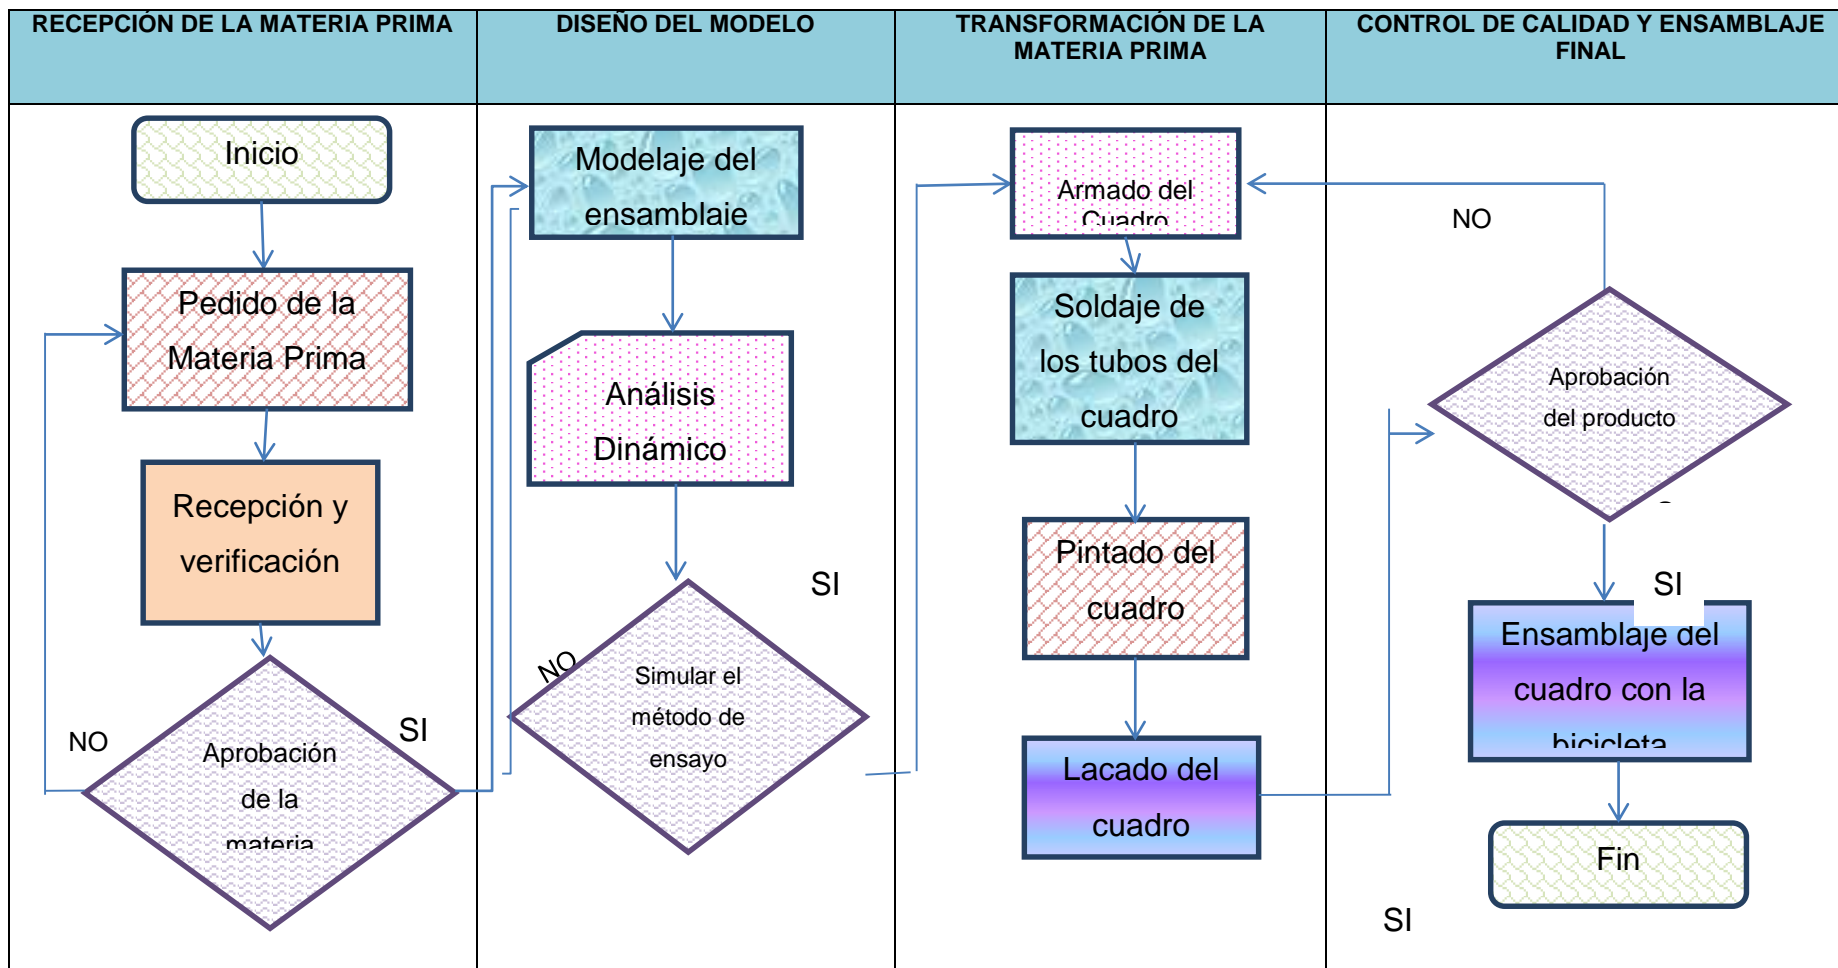 RECEPCIÓN DE LA MATERIA PRIMA
DISEÑO DEL MODELO
TRANSFORMACIÓN DE LA
MATERIA PRIMA
CONTROL DE CALIDAD Y ENSAMBLAJE
FINAL
Inicio
Pedido de la
Materia Prima
Recepción y
verificación
NO
SI
Aprobación
de la
materia
Modelaje del
ensamblaje
Análisis
Dinámico
SI
NO
Simular el
método de
ensayo
Armado del
Cuadro
Soldaje de
los tubos del
cuadro
Pintado del
cuadro
Lacado del
cuadro
NO
Aprobación
del producto
SI
Ensamblaje del
cuadro con la
bicicleta
Fin
SI